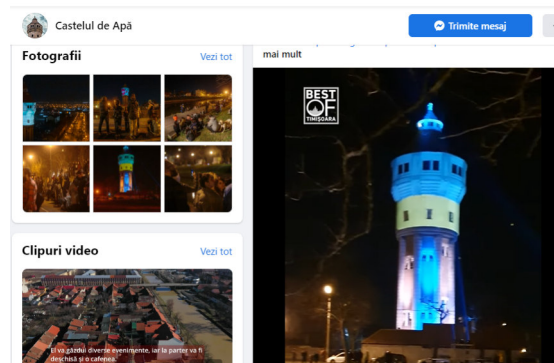 Castelul de Apă
Trimite mesaj
Fotografii
Vezi tot
mai mult
BEST
OF
TIMIȘOARA
Clipuri video
Vezi tot
El va găzdui diverse evenimente, iar la parter va fi
deschisă și o cafenea.